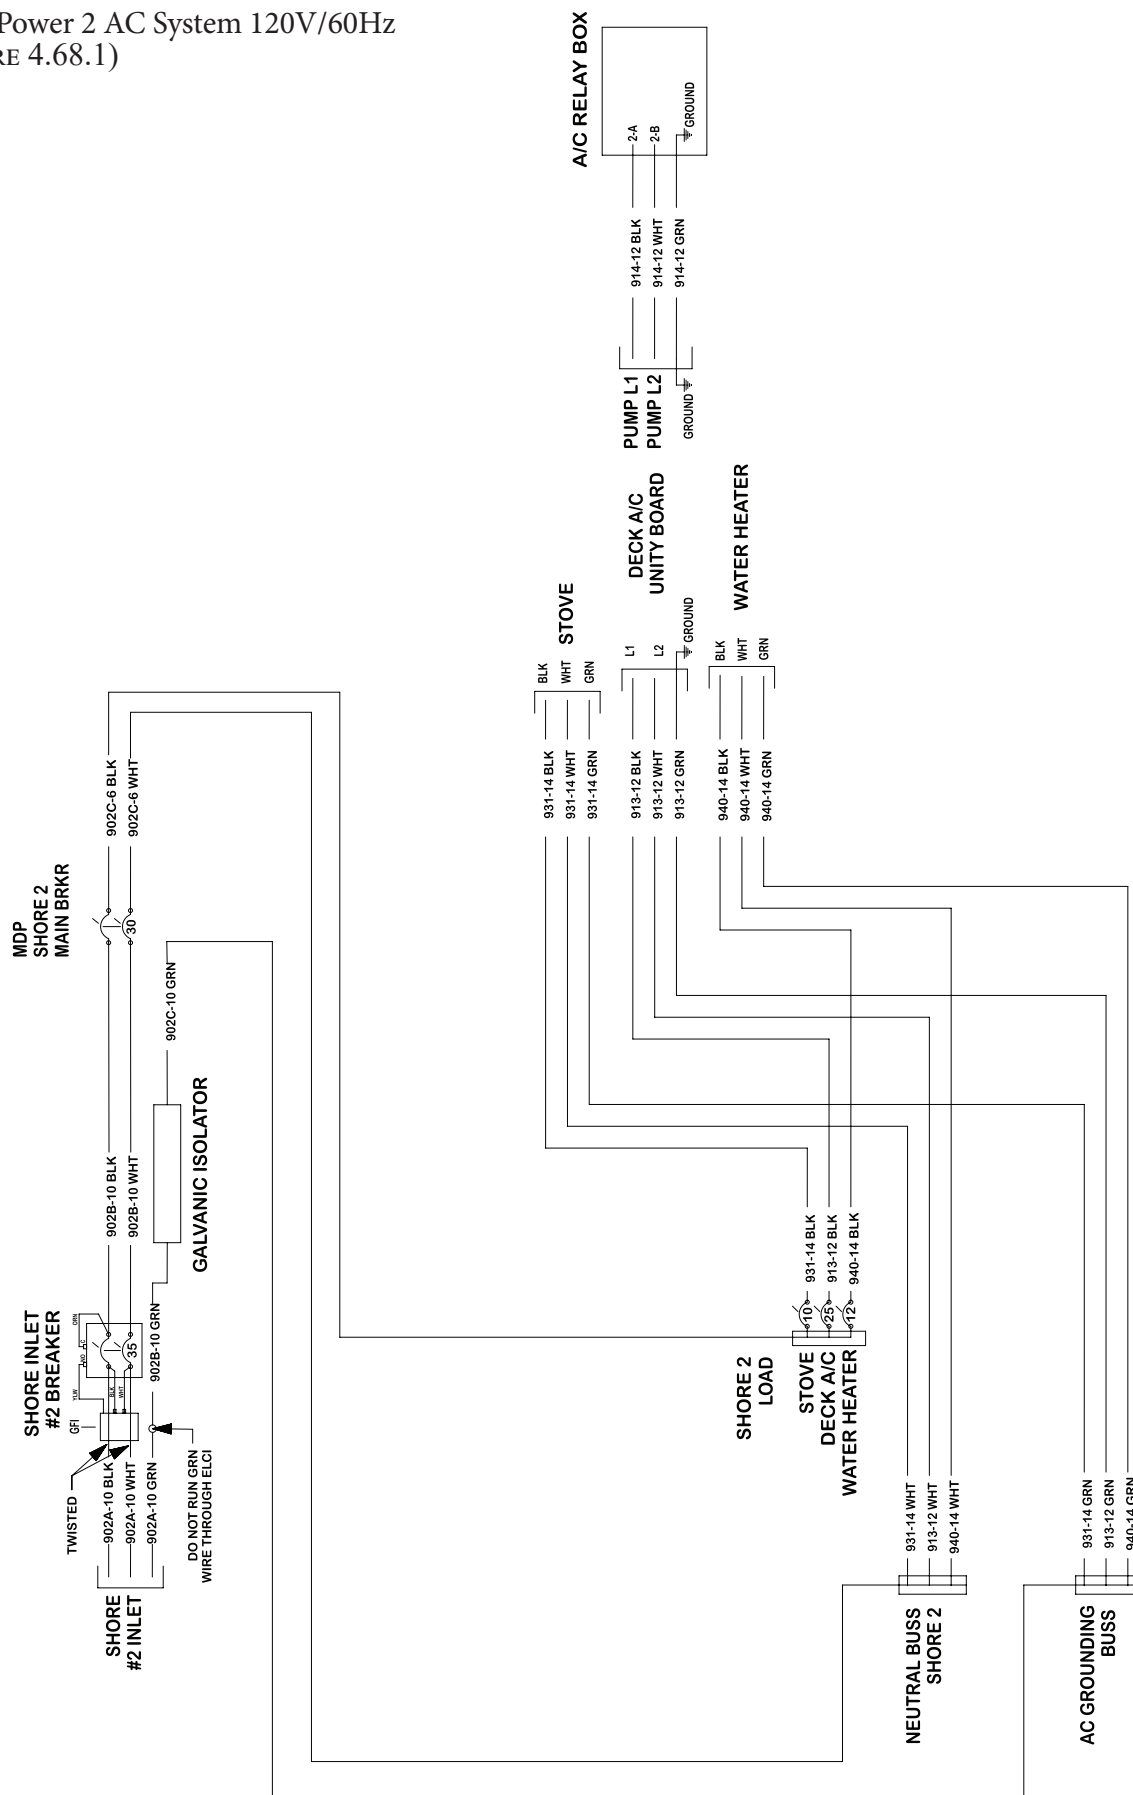 Power 2 AC System 120V/60Hz
RE 4.68.1)
A/C RELAY BOX
2-A
2-B
GROUND
914-12 BLK
914-12 WHT
914-12 GRN
PUMP L1
PUMP L2
GROUND
DECK A/C
UNITY BOARD
L1
L2
GROUND
STOVE
BLK
WHT
GRN
WATER HEATER
BLK
WHT
GRN
931-14 BLK
931-14 WHT
931-14 GRN
913-12 BLK
913-12 WHT
913-12 GRN
940-14 BLK
940-14 WHT
940-14 GRN
902C-6 BLK
902C-6 WHT
MDP
SHORE 2
MAIN BRKR
30
902C-10 GRN
GALVANIC ISOLATOR
902B-10 BLK
902B-10 WHT
902B-10 GRN
SHORE INLET
#2 BREAKER
ORN
C
NO
YLW
35
BLK
WHT
GFI
TWISTED
902A-10 BLK
902A-10 WHT
902A-10 GRN
DO NOT RUN GRN
WIRE THROUGH ELCI
SHORE
#2 INLET
931-14 BLK
913-12 BLK
940-14 BLK
10
25
12
SHORE 2
LOAD
STOVE
DECK A/C
WATER HEATER
931-14 WHT
913-12 WHT
940-14 WHT
NEUTRAL BUSS
SHORE 2
931-14 GRN
913-12 GRN
940-14 GRN
AC GROUNDING
BUSS